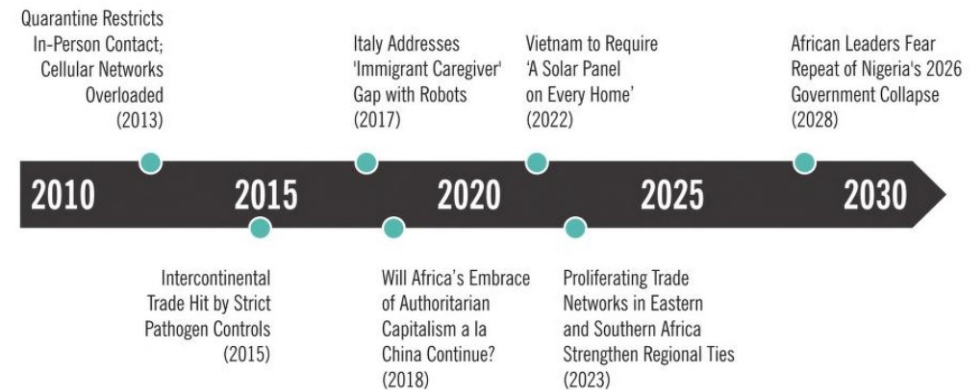 Quarantine Restricts
In-Person Contact;
Cellular Networks
Overloaded
(2013)
Italy Addresses
'Immigrant Caregiver'
Gap with Robots
(2017)
Vietnam to Require
‘A Solar Panel
on Every Home’
(2022)
African Leaders Fear
Repeat of Nigeria's 2026
Government Collapse
(2028)
2010 2015 2020 2025 2030
Intercontinental
Trade Hit by Strict
Pathogen Controls
(2015)
Will Africa’s Embrace
of Authoritarian
Capitalism a la
China Continue?
(2018)
Proliferating Trade
Networks in Eastern
and Southern Africa
Strengthen Regional Ties
(2023)